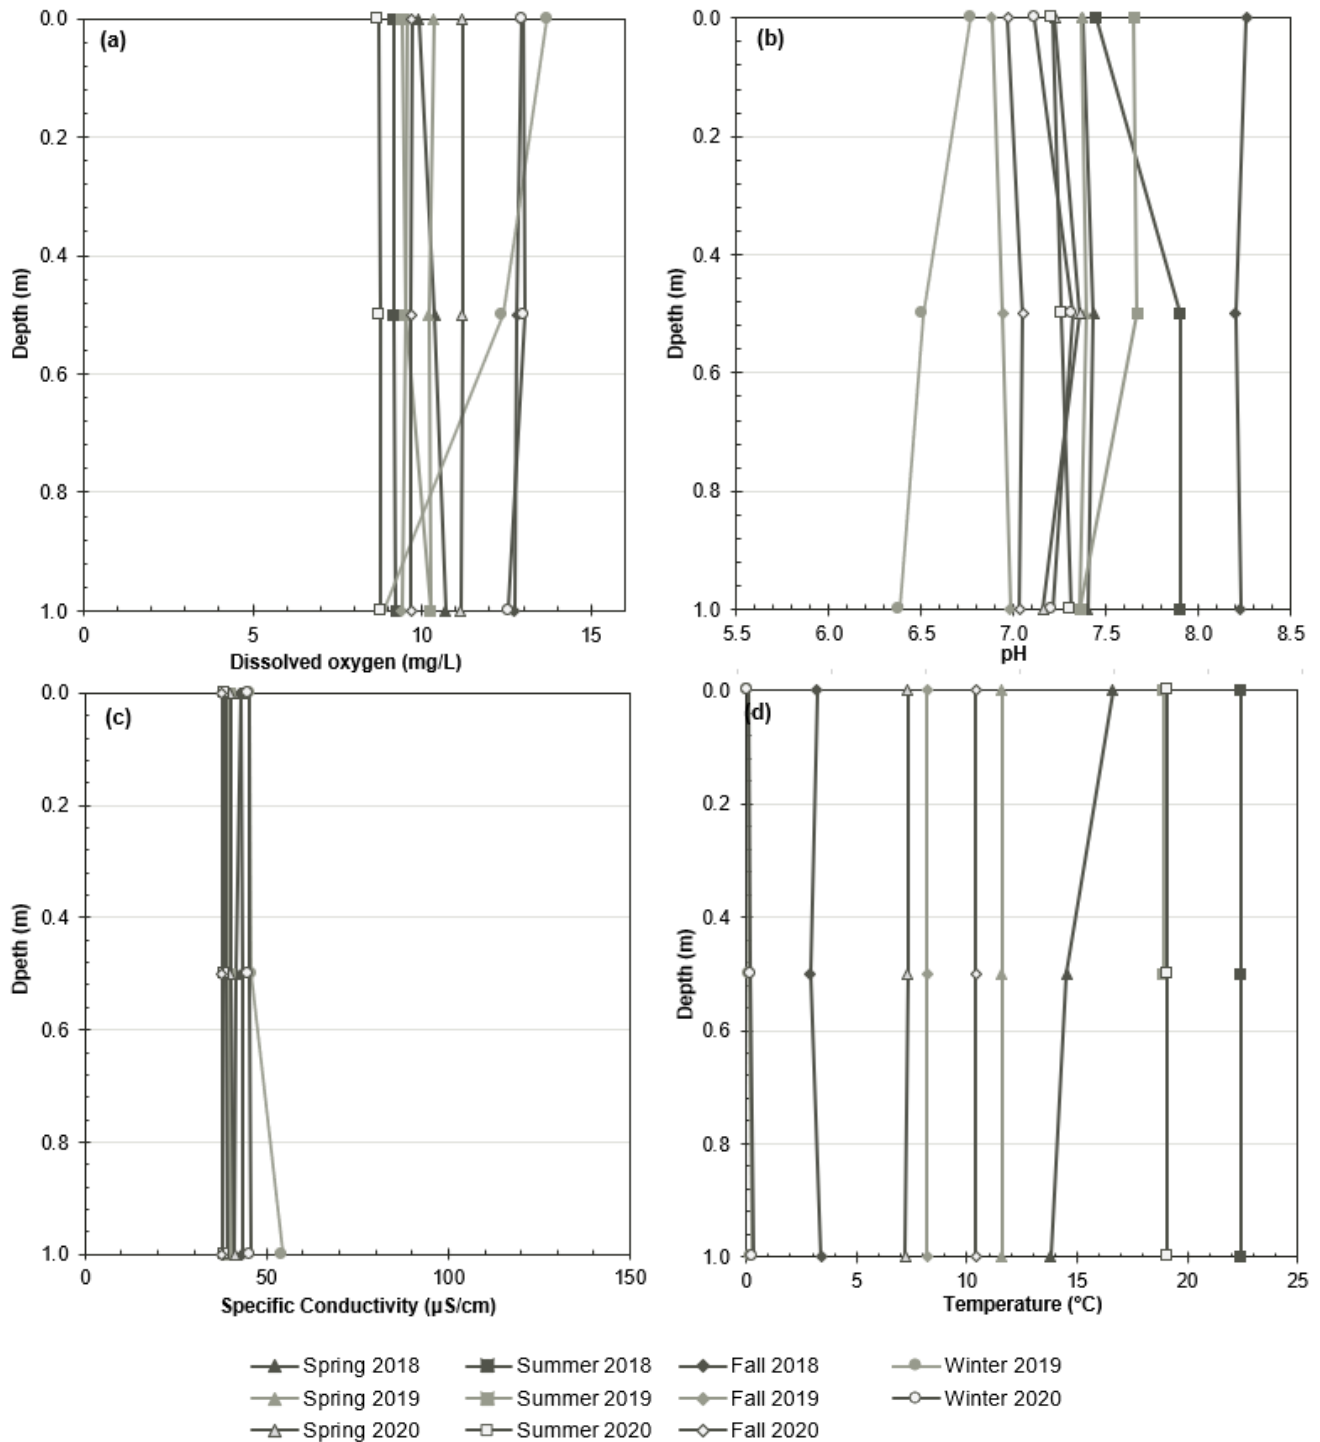 (a)
0.0
0.2
0.4
0.6
0.8
1.0
Depth (m)
0 5 10 15
Dissolved oxygen (mg/L)
(b)
0.0
0.2
0.4
0.6
0.8
1.0
Dpeth (m)
5.5 6.0 6.5 7.0 7.5 8.0 8.5
pH
(c)
0.0
0.2
0.4
0.6
0.8
1.0
Dpeth (m)
0 50 100 150
Specific Conductivity (µS/cm)
(d)
0.0
0.2
0.4
0.6
0.8
1.0
Depth (m)
0 5 10 15 20 25
Temperature (°C)
Spring 2018 Summer 2018 Fall 2018 Winter 2019
Spring 2019 Summer 2019 Fall 2019 Winter 2020
Spring 2020 Summer 2020 Fall 2020